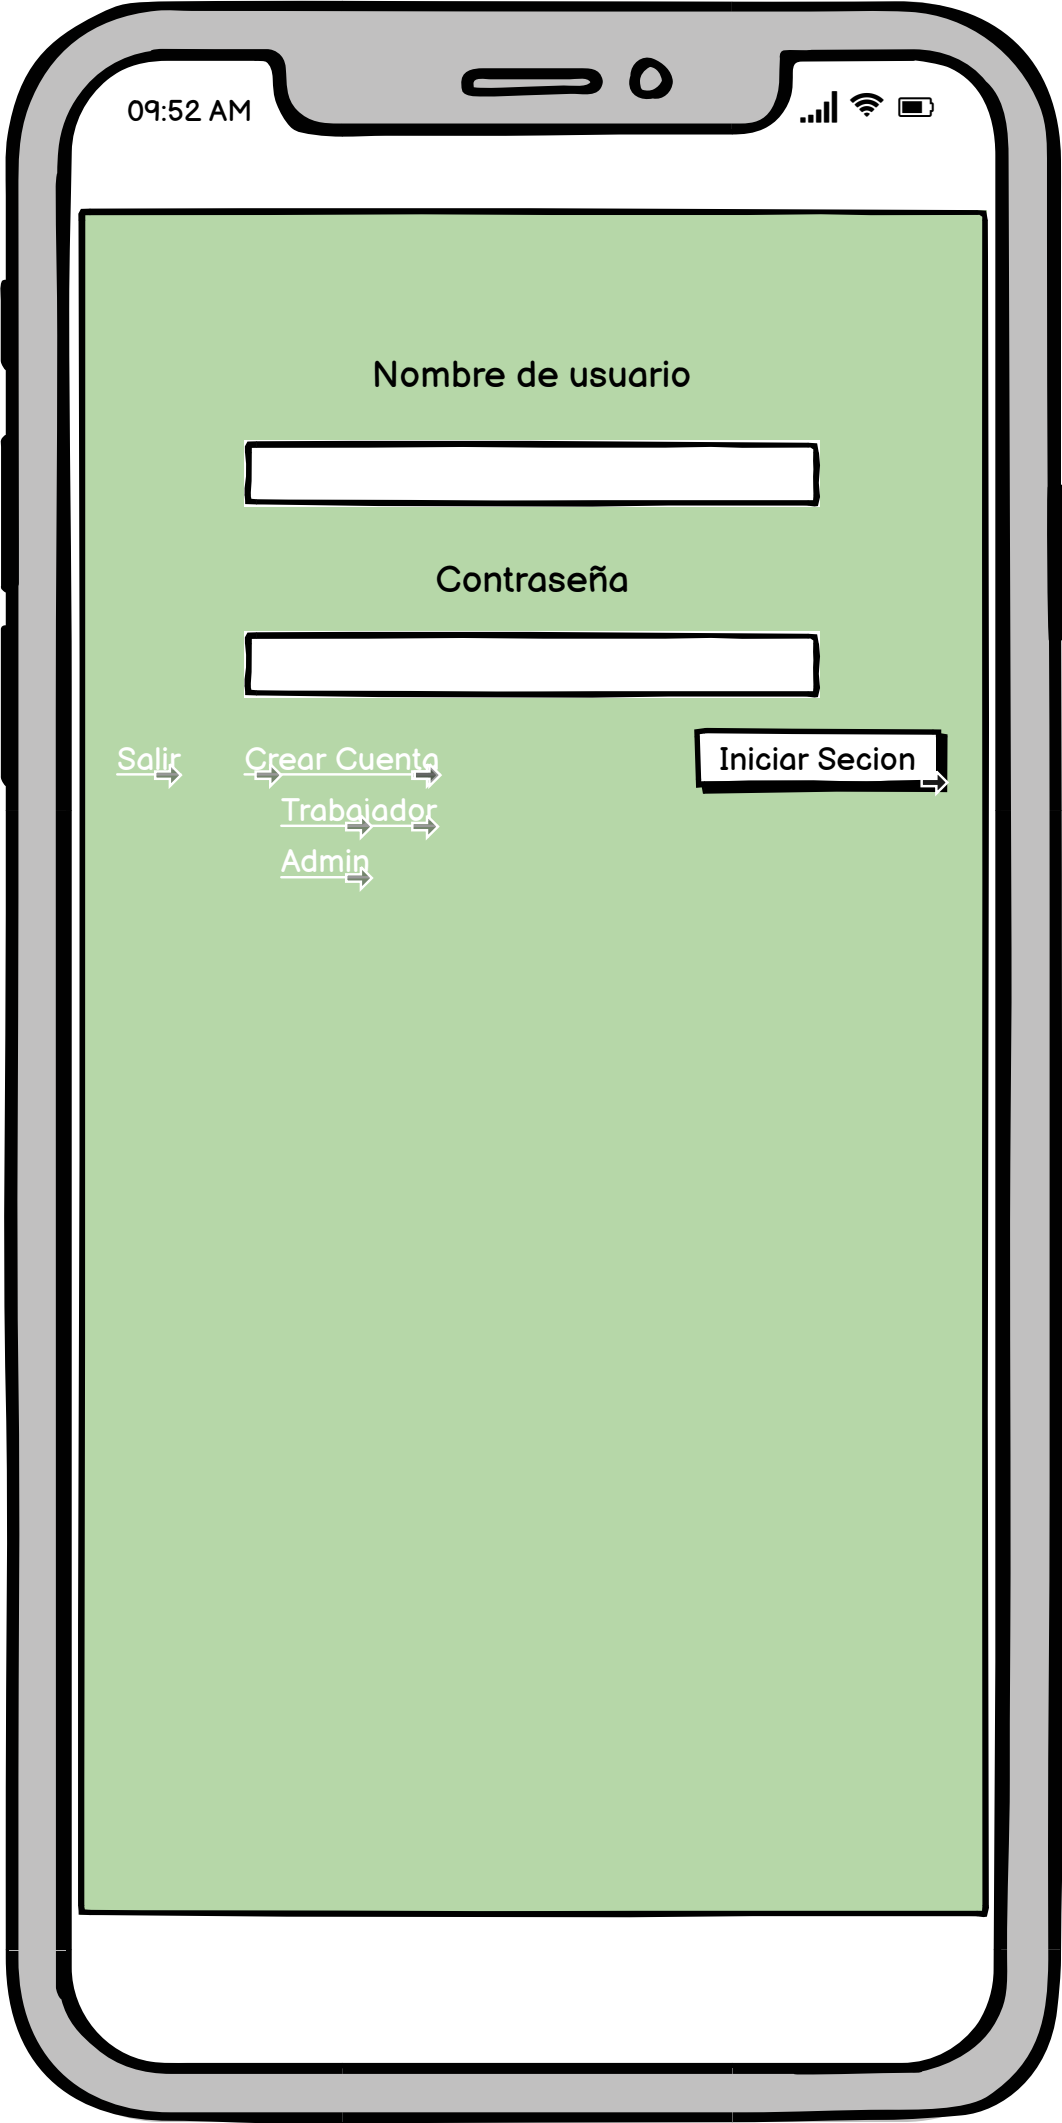 09:52 AM
Nombre de usuario
Contraseña
Salir Crear Cuenta Iniciar Secion
Trabajador
Admin